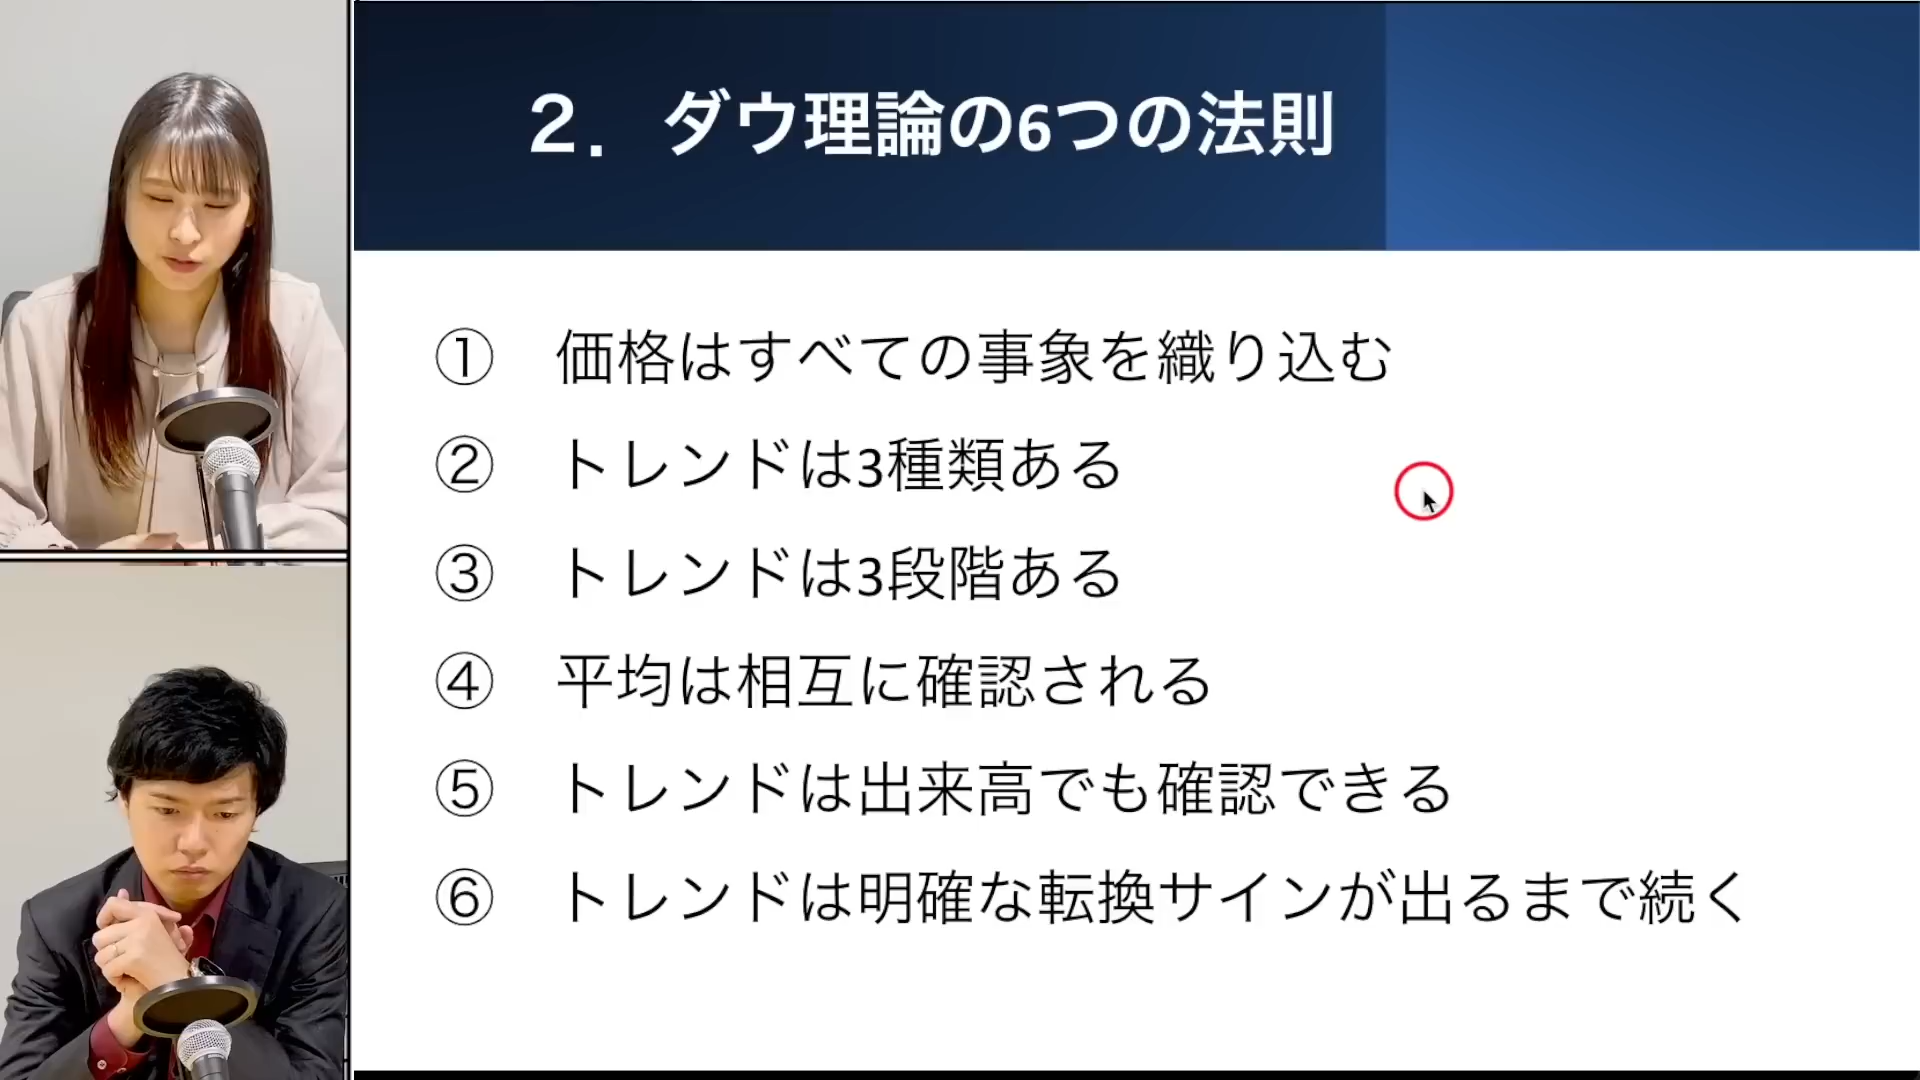 ２．ダウ理論の6つの法則
① 価格はすべての事象を織り込む
② トレンドは3種類ある
③ トレンドは3段階ある
④ 平均は相互に確認される
⑤ トレンドは出来高でも確認できる
⑥ トレンドは明確な転換サインが出るまで続く